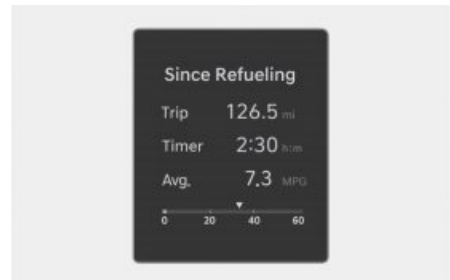 Since Refueling
Trip 126.5 mi
Timer 2:30 h:m
Avg. 7.3 MPG
0 20 40 60